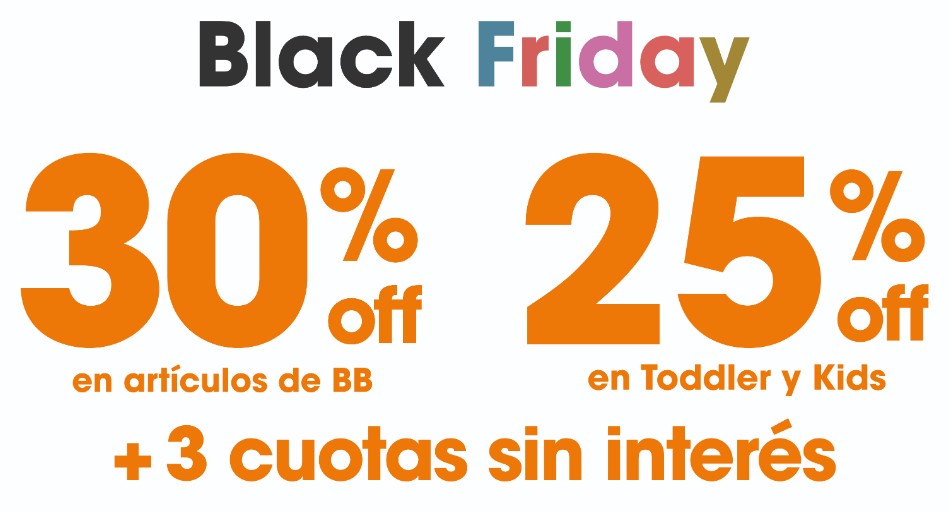 Black Friday
30% off
en artículos de BB
25% off
en Toddler y Kids
+3 cuotas sin interés